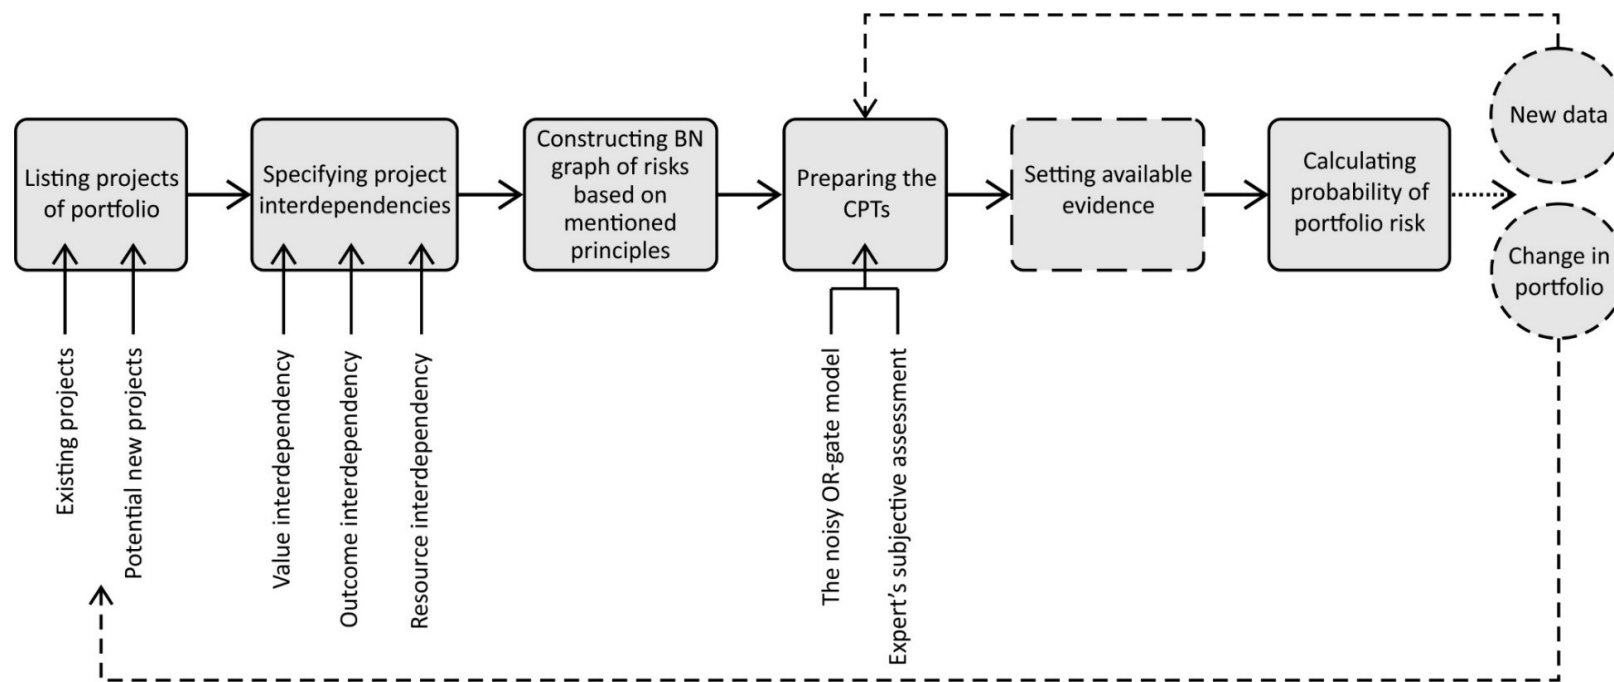 Listing projects
of portfolio
Specifying project
interdependencies
Constructing BN
graph of risks
based on
mentioned
principles
Preparing the
CPTs
Setting available
evidence
Calculating
probability of
portfolio risk
New data
Change in
portfolio
Existing projects
Potential new projects
Value interdependency
Outcome interdependency
Resource interdependency
The noisy OR-gate model
Expert's subjective assessment